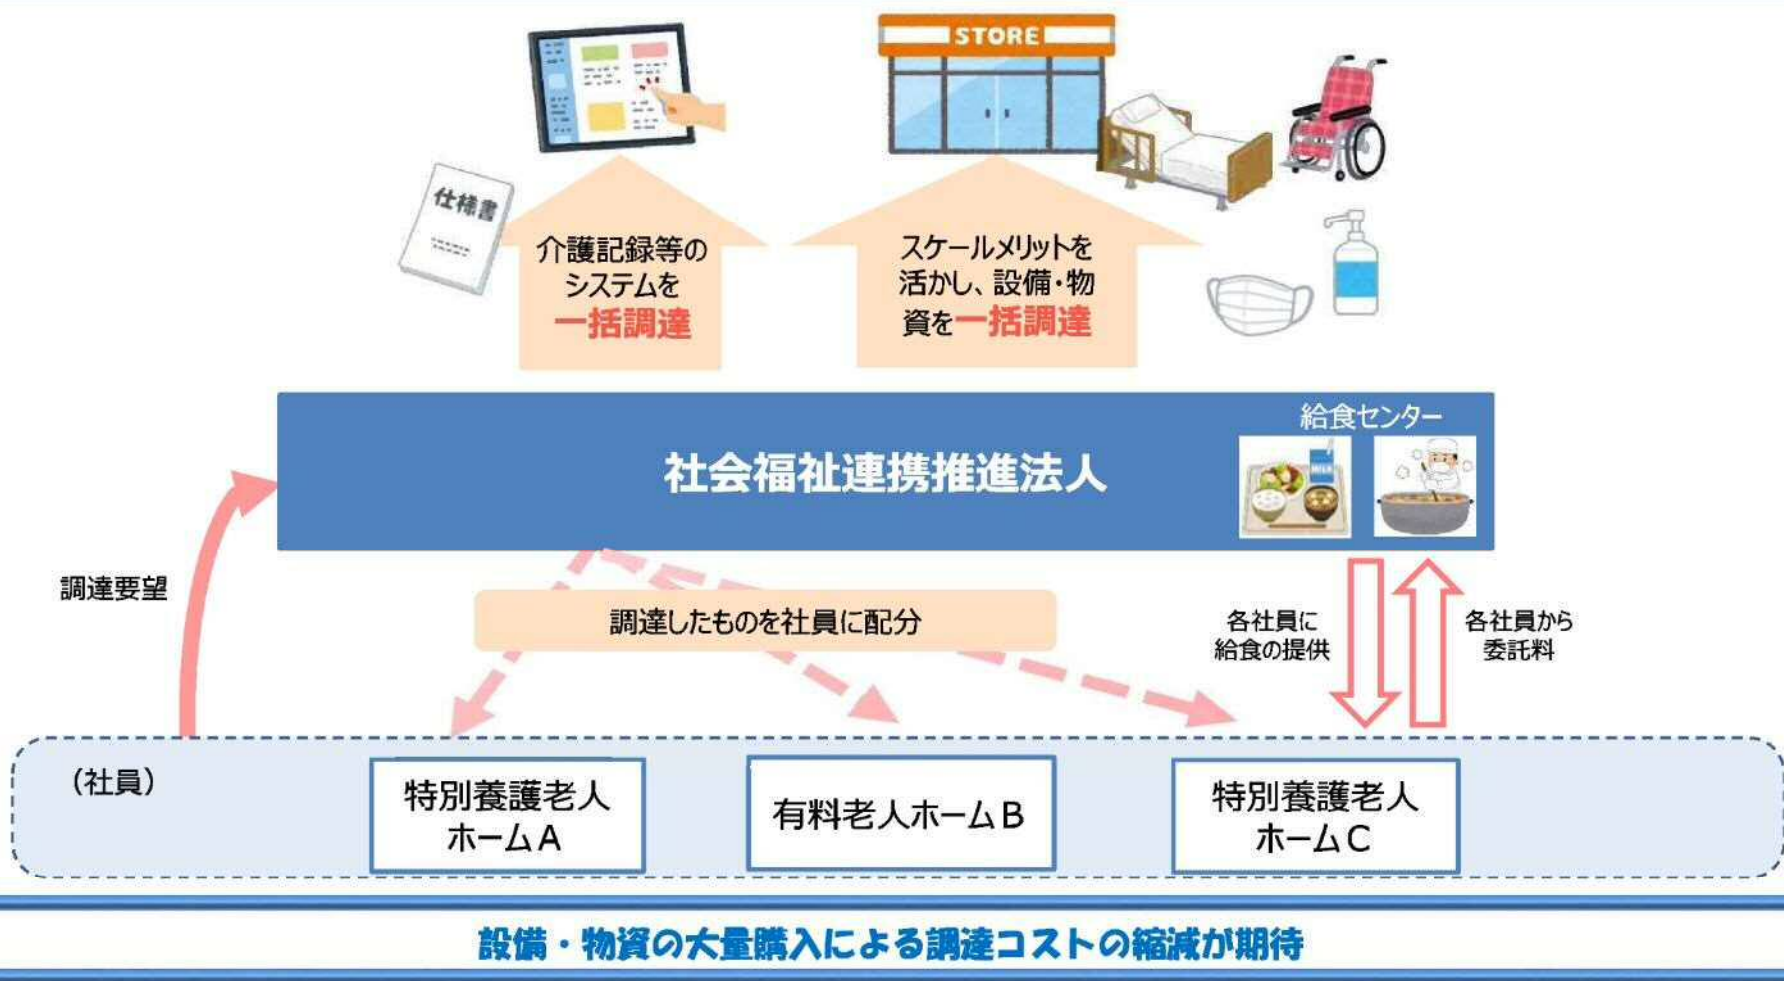 STORE
仕様書
介護記録等の
システムを
一括調達
スケールメリットを
活かし、設備・物
資を一括調達
給食センター
MILK
社会福祉連携推進法人
調達要望
調達したものを社員に配分
各社員に
給食の提供
各社員から
委託料
（社員）
特別養護老人
ホームA
有料老人ホームB
特別養護老人
ホームC
設備・物資の大量購入による調達コストの縮減が期待